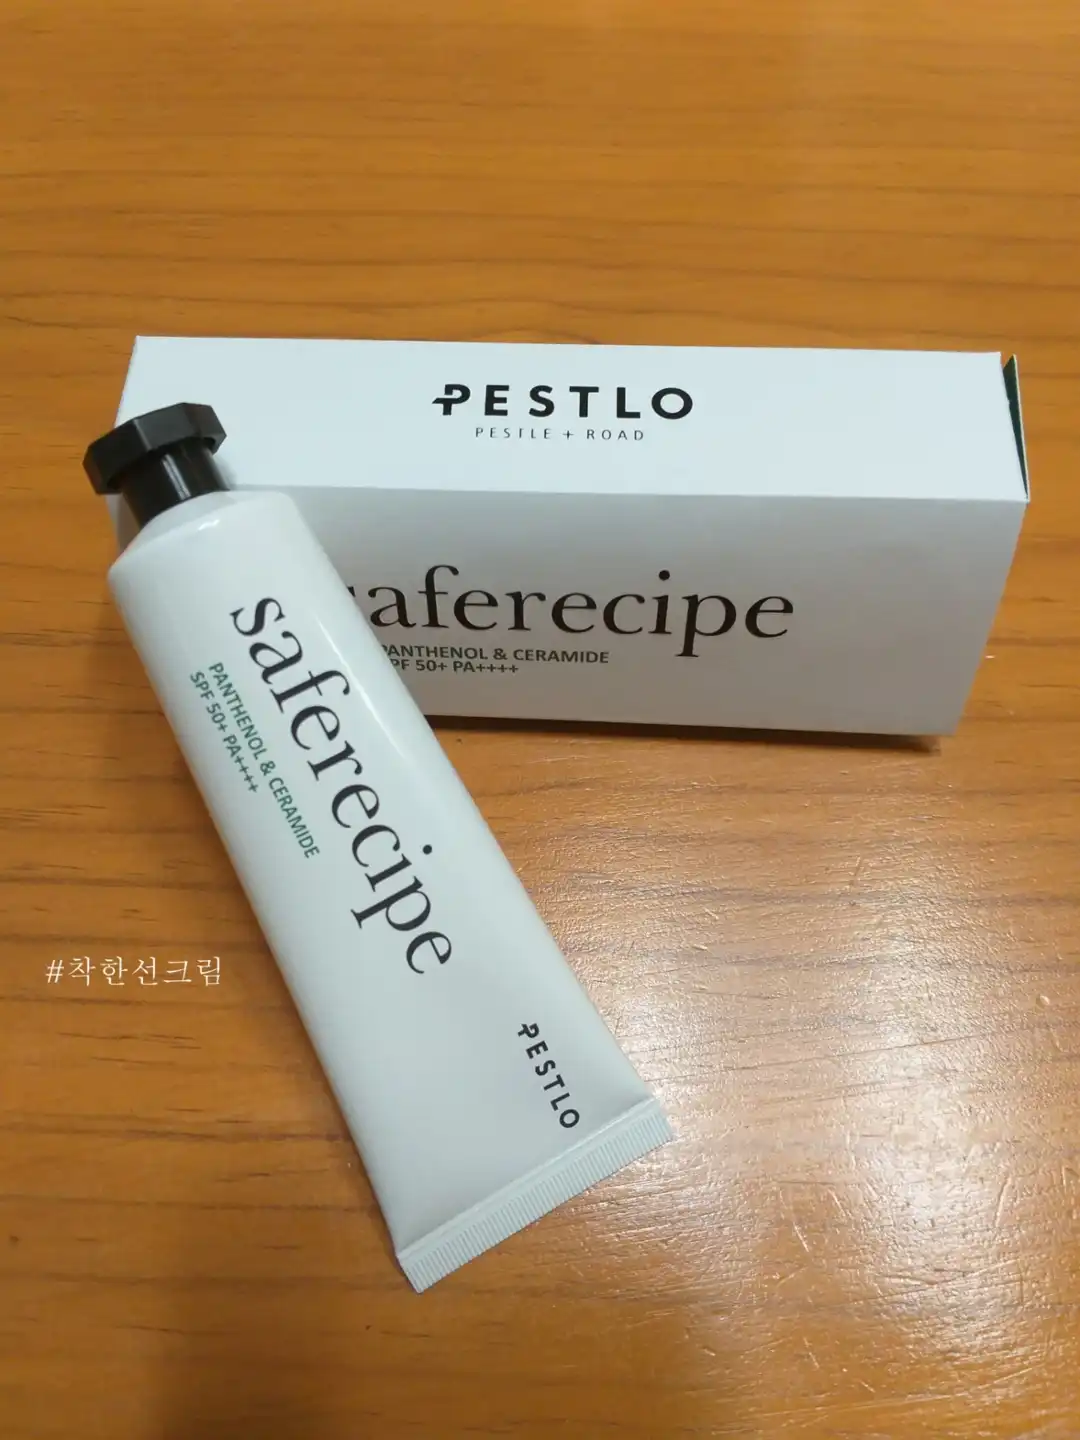 PESTLO
PESTLE + ROAD
saferecipe
PANTHENOL & CERAMIDE
SPF 50+ PA++++
saferecipe
PANTHENOL & CERAMIDE
SPF 50+ PA++++
PESTLO
#착한선크림